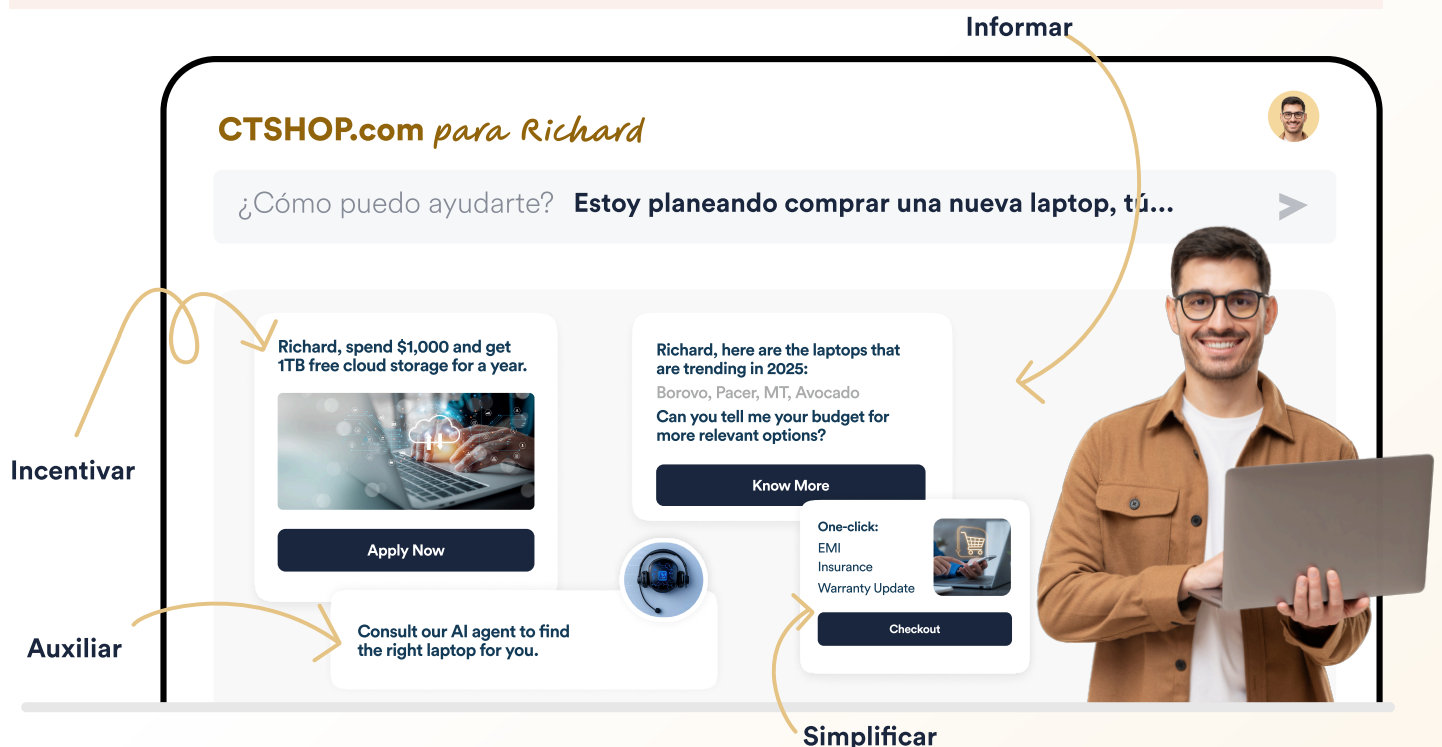 Informar
CTSHOP.com para Richard
¿Cómo puedo ayudarte? Estoy planeando comprar una nueva laptop, tú...
Incentivar
Richard, spend $1,000 and get
1TB free cloud storage for a year.
Apply Now
Richard, here are the laptops that
are trending in 2025:
Borovo, Pacer, MT, Avocado
Can you tell me your budget for
more relevant options?
Know More
One-click:
EMI
Insurance
Warranty Update
Checkout
Auxiliar
Consult our AI agent to find
the right laptop for you.
Simplificar